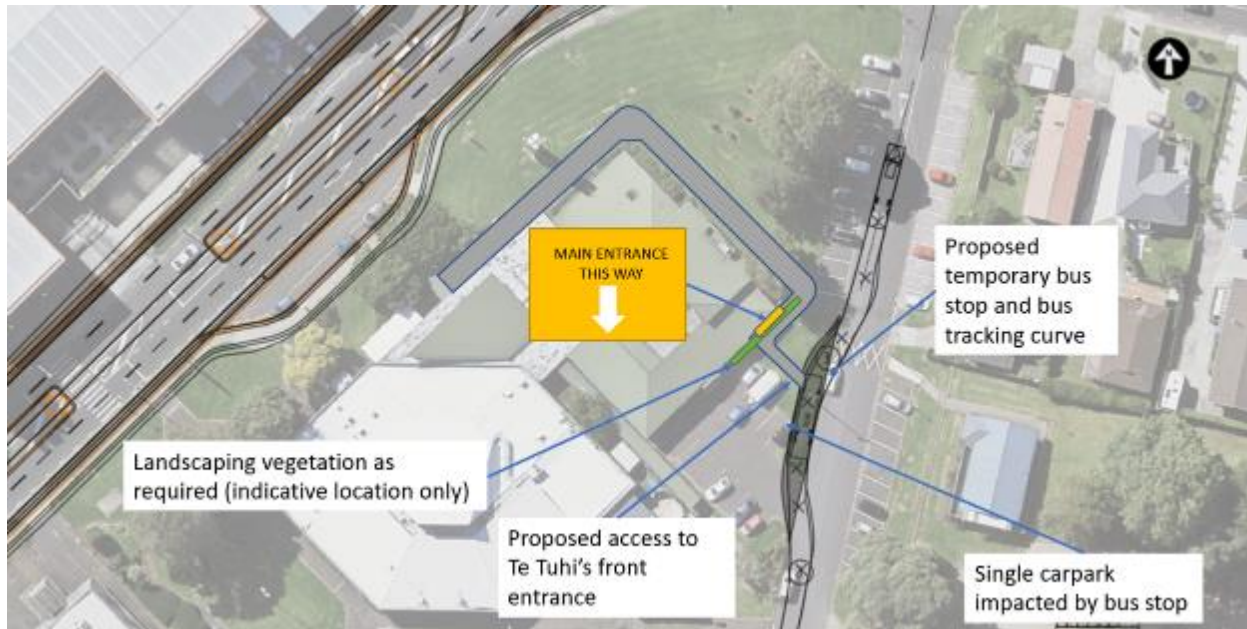 N
MAIN ENTRANCE
THIS WAY
Proposed
temporary bus
stop and bus
tracking curve
Landscaping vegetation as
required (indicative location only)
Proposed access to
Te Tuhi's front
entrance
Single carpark
impacted by bus stop